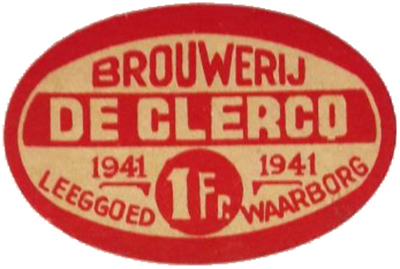 BROUWERIJ
DE CLERCQ
1941 1941
LEEGGOED 1Fr. WAARBORG